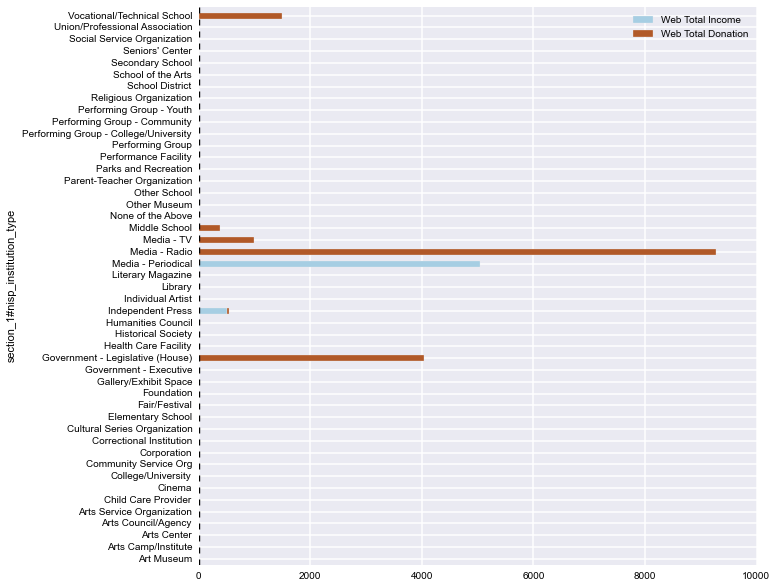 Web Total Income
Web Total Donation
Vocational/Technical School
Union/Professional Association
Social Service Organization
Seniors' Center
Secondary School
School of the Arts
School District
Religious Organization
Performing Group - Youth
Performing Group - Community
Performing Group - College/University
Performing Group
Performance Facility
Parks and Recreation
Parent-Teacher Organization
Other School
Other Museum
None of the Above
Middle School
Media - TV
Media - Radio
Media - Periodical
Literary Magazine
Library
Individual Artist
Independent Press
Humanities Council
Historical Society
Health Care Facility
Government - Legislative (House)
Government - Executive
Gallery/Exhibit Space
Foundation
Fair/Festival
Elementary School
Cultural Series Organization
Correctional Institution
Corporation
Community Service Org
College/University
Cinema
Child Care Provider
Arts Service Organization
Arts Council/Agency
Arts Center
Arts Camp/Institute
Art Museum
section_1#nisp_institution_type
0 2000 4000 6000 8000 10000